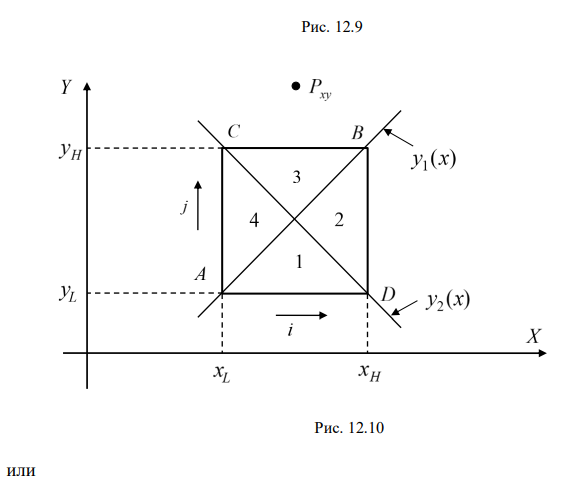 Рис. 12.9
Y
P_xy
C
B
y_H
y_1(x)
3
j
4
2
A
1
y_L
D
y_2(x)
i
X
x_L
x_H
Рис. 12.10
или